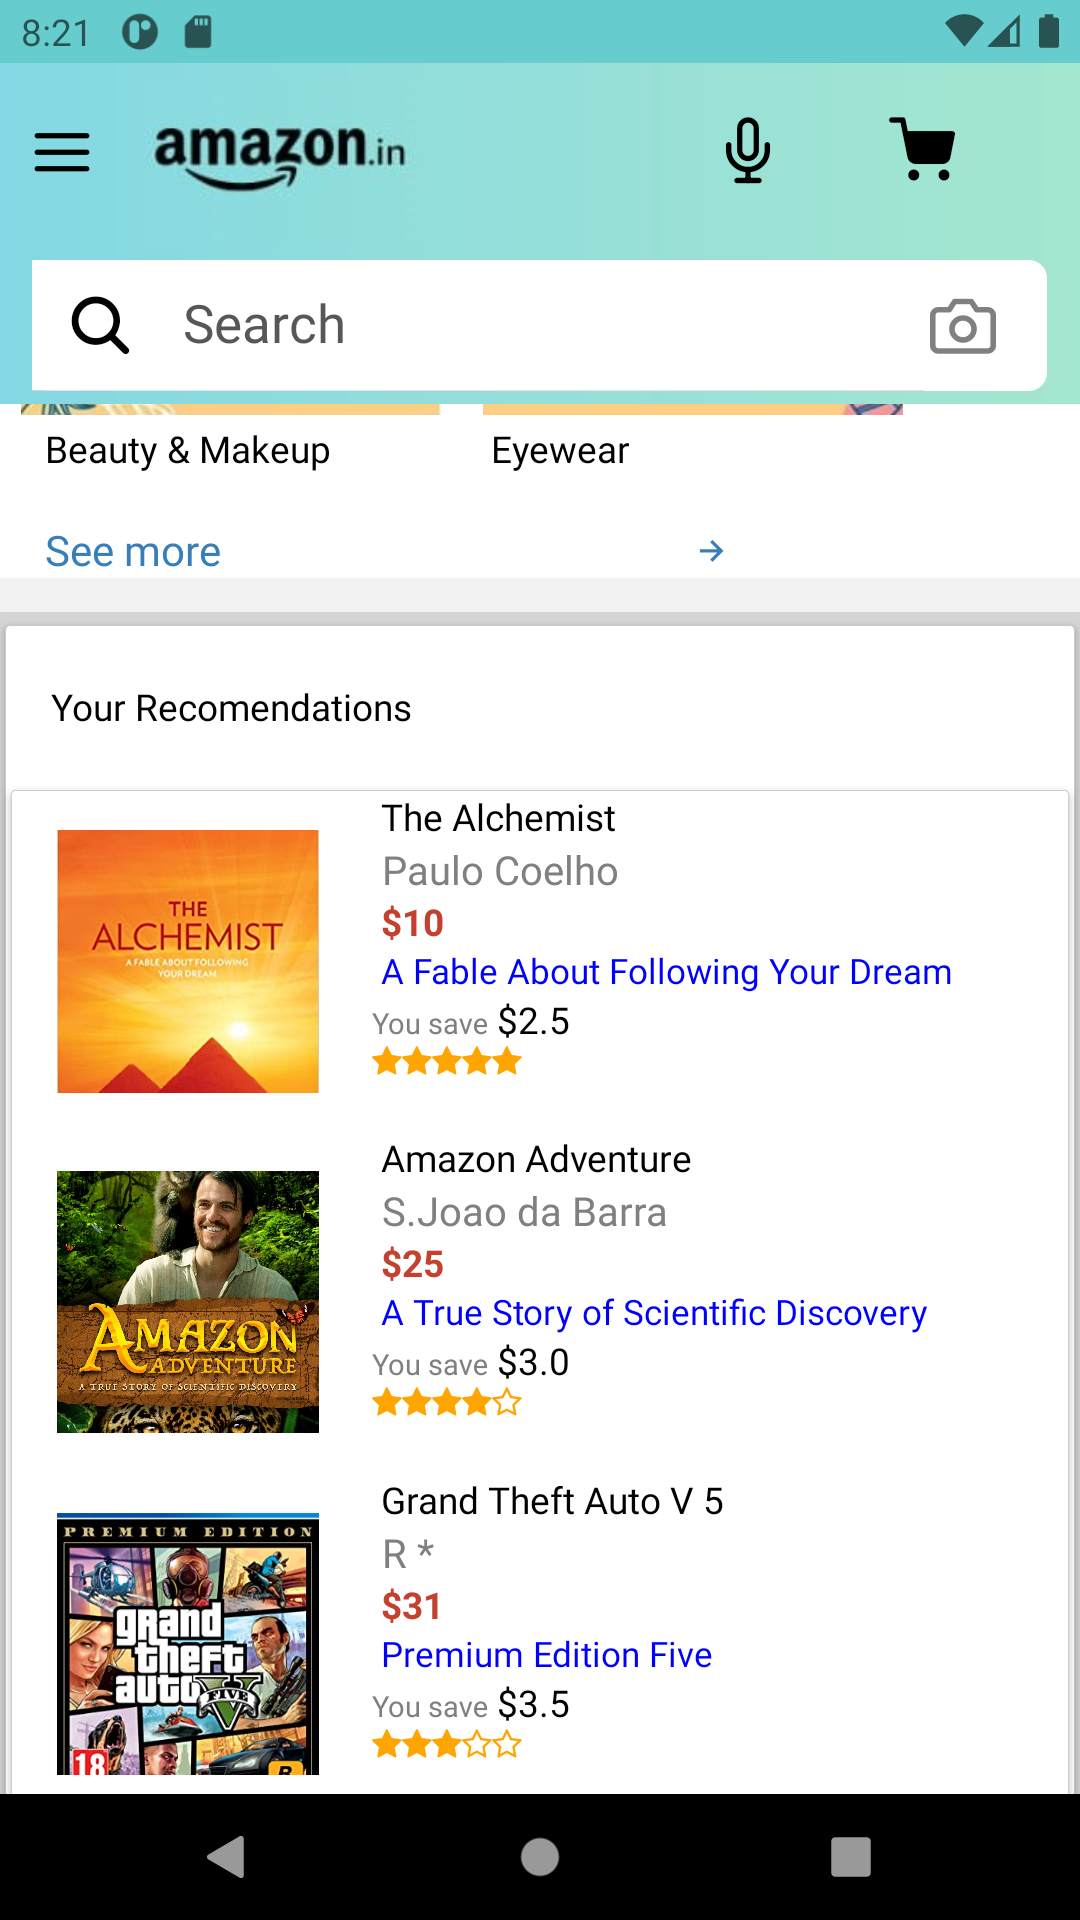 8:21
amazon.in
Search
Beauty & Makeup
Eyewear
See more
Your Recomendations
THE
ALCHEMIST
A FABLE ABOUT FOLLOWING
YOUR DREAM
The Alchemist
Paulo Coelho
$10
A Fable About Following Your Dream
You save $2.5
AMAZON
ADVENTURE
A TRUE STORY OF SCIENTIFIC DISCOVERY
Amazon Adventure
S.Joao da Barra
$25
A True Story of Scientific Discovery
You save $3.0
PREMIUM EDITION
grand
theft
auto V
FIVE
18
R
Grand Theft Auto V 5
R *
$31
Premium Edition Five
You save $3.5